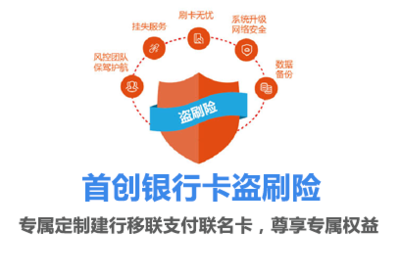 刷卡无忧
挂失服务
系统升级
网络安全
风控团队
保驾护航
数据
备份
盗刷险
首创银行卡盗刷险
专属定制建行移联支付联名卡，尊享专属权益